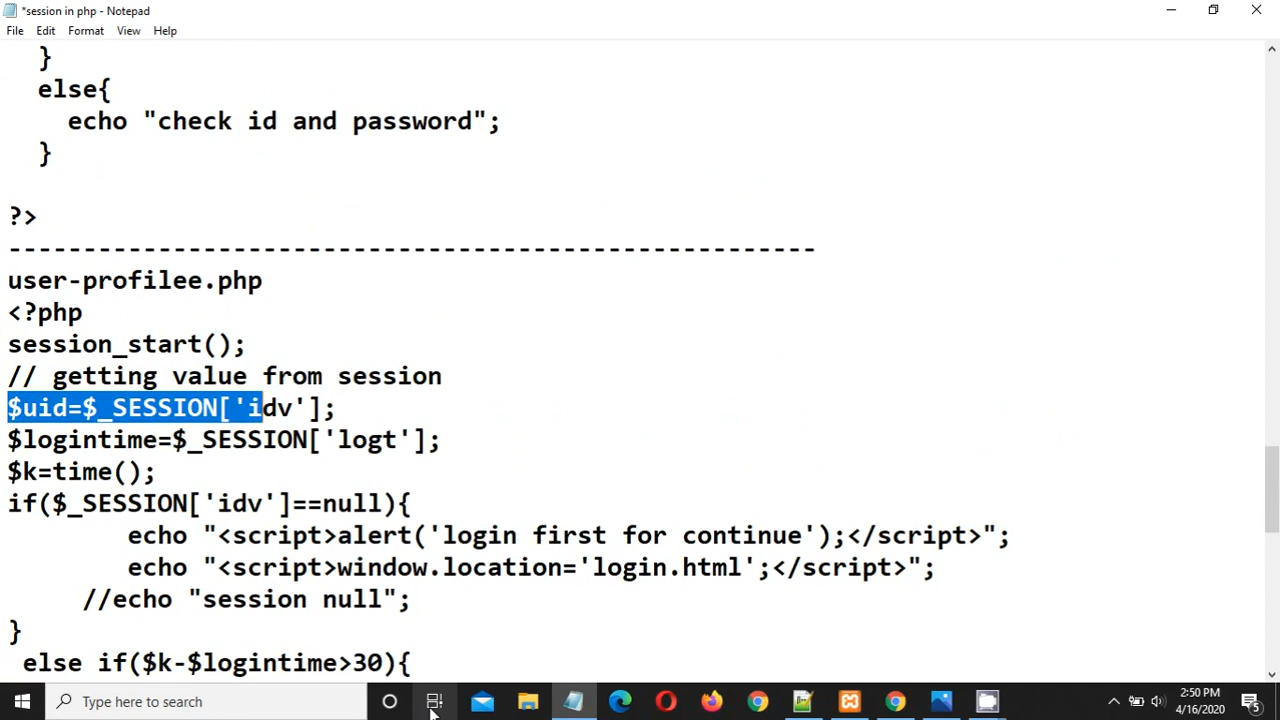 *session in php - Notepad
File Edit Format View Help
}
else{
echo "check id and password";
}
?>
------------------------------------------------------
user-profilee.php
<?php
session_start();
// getting value from session
$uid=$_SESSION['idv'];
$logintime=$_SESSION['logt'];
$k=time();
if($_SESSION['idv']==null){
echo "<script>alert('login first for continue');</script>";
echo "<script>window.location='login.html';</script>";
//echo "session null";
}
else if($k-$logintime>30){
Type here to search
2:50 PM
4/16/2020
5